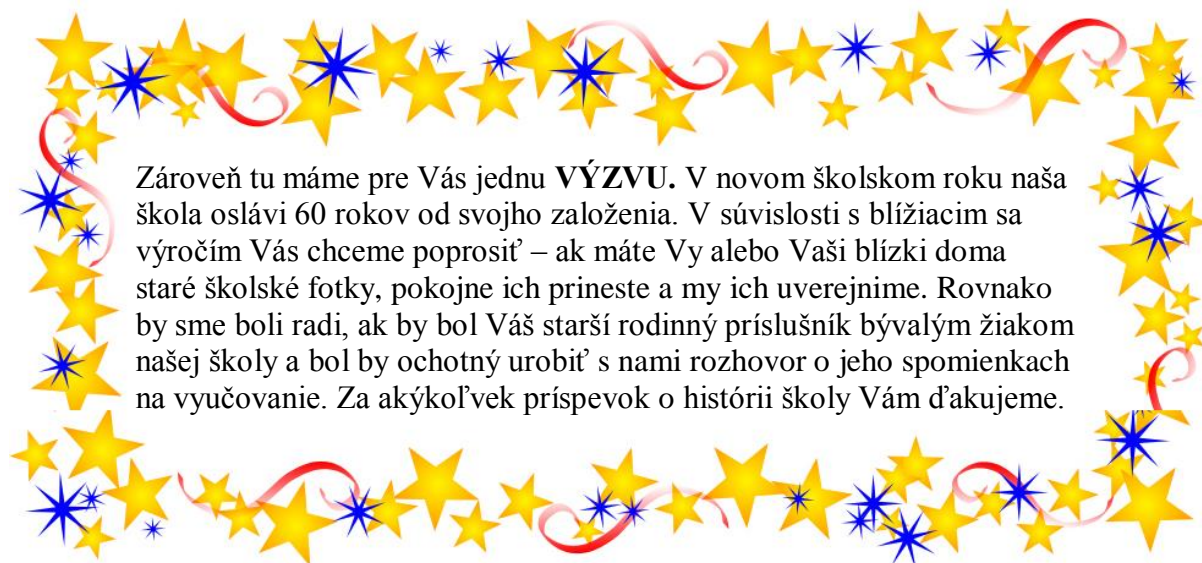 Zároveň tu máme pre Vás jednu VÝZVU. V novom školskom roku naša
škola oslávi 60 rokov od svojho založenia. V súvislosti s blížiacim sa
výročím Vás chceme poprosiť – ak máte Vy alebo Vaši blízki doma
staré školské fotky, pokojne ich prineste a my ich uverejnime. Rovnako
by sme boli radi, ak by bol Váš starší rodinný príslušník bývalým žiakom
našej školy a bol by ochotný urobiť s nami rozhovor o jeho spomienkach
na vyučovanie. Za akýkoľvek príspevok o histórii školy Vám ďakujeme.